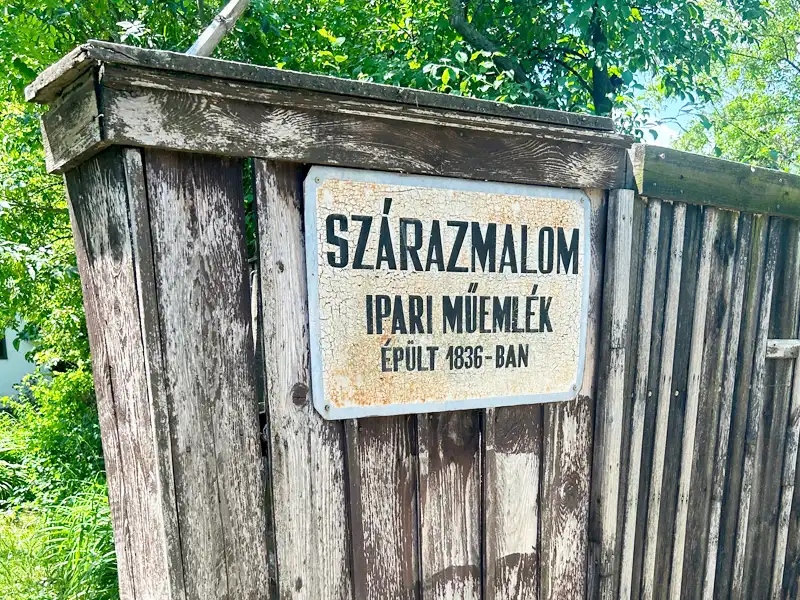 SZÁRAZMALOM
IPARI MŰEMLÉK
ÉPÜLT 1836-BAN